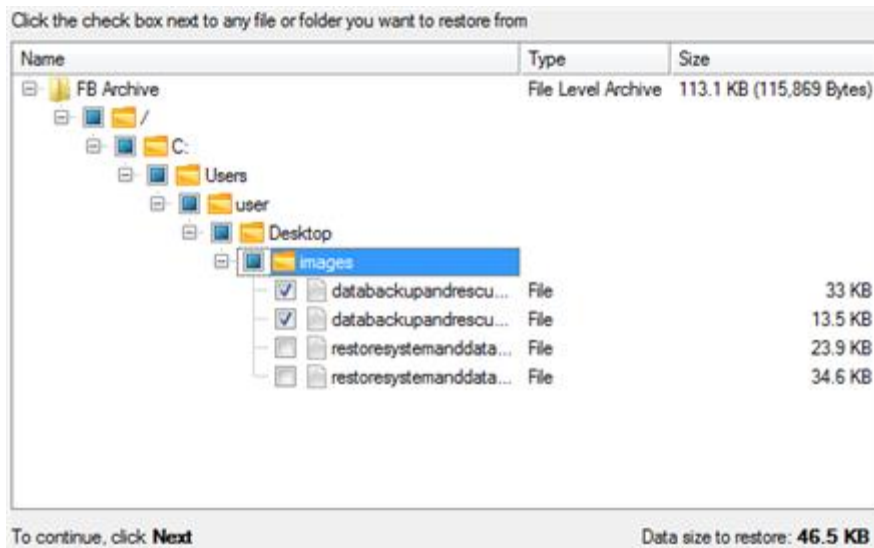 Click the check box next to any file or folder you want to restore from
Name Type Size
FB Archive File Level Archive 113.1 KB (115,869 Bytes)
/
C:
Users
user
Desktop
images
databackupandrescu... File 33 KB
databackupandrescu... File 13.5 KB
restoresystemanddata... File 23.9 KB
restoresystemanddata... File 34.6 KB
To continue, click Next Data size to restore: 46.5 KB